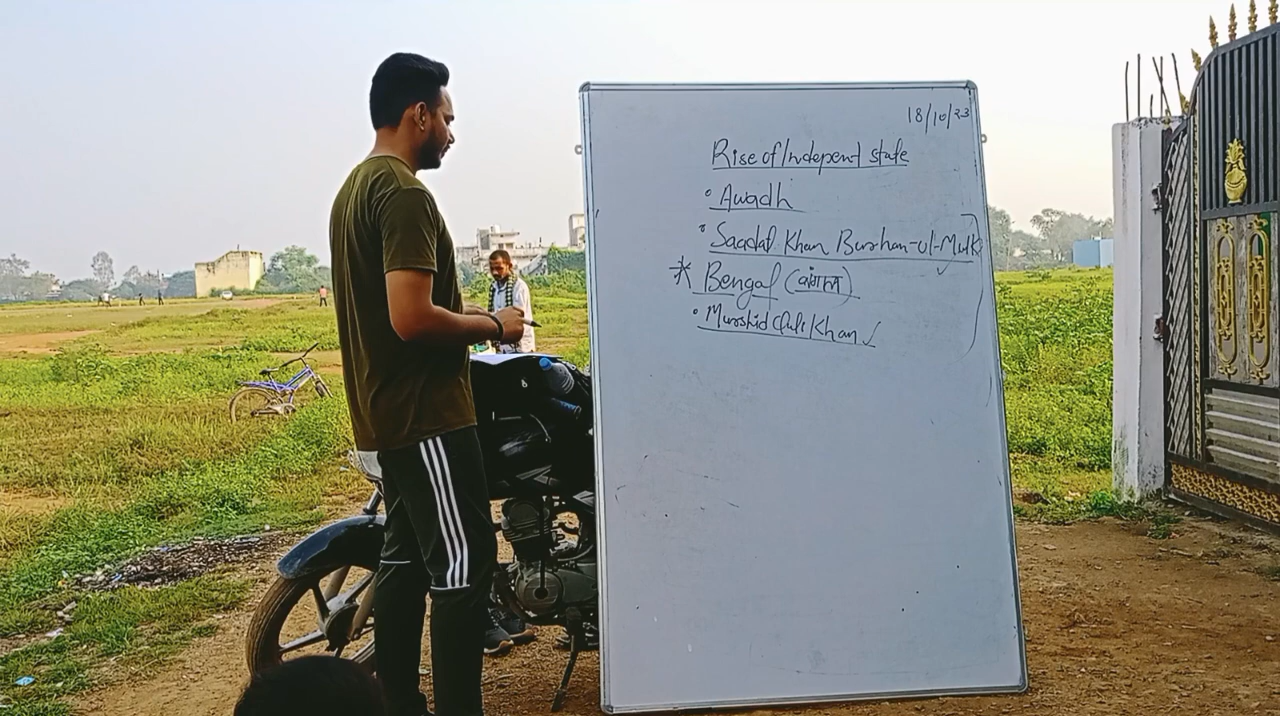 18/10/23
Rise of Indepent state
• Awadh
• Saadat Khan Burhan-ul-Mulk
* Bengal (बंगाल)
• Murshid Quli Khan ✓